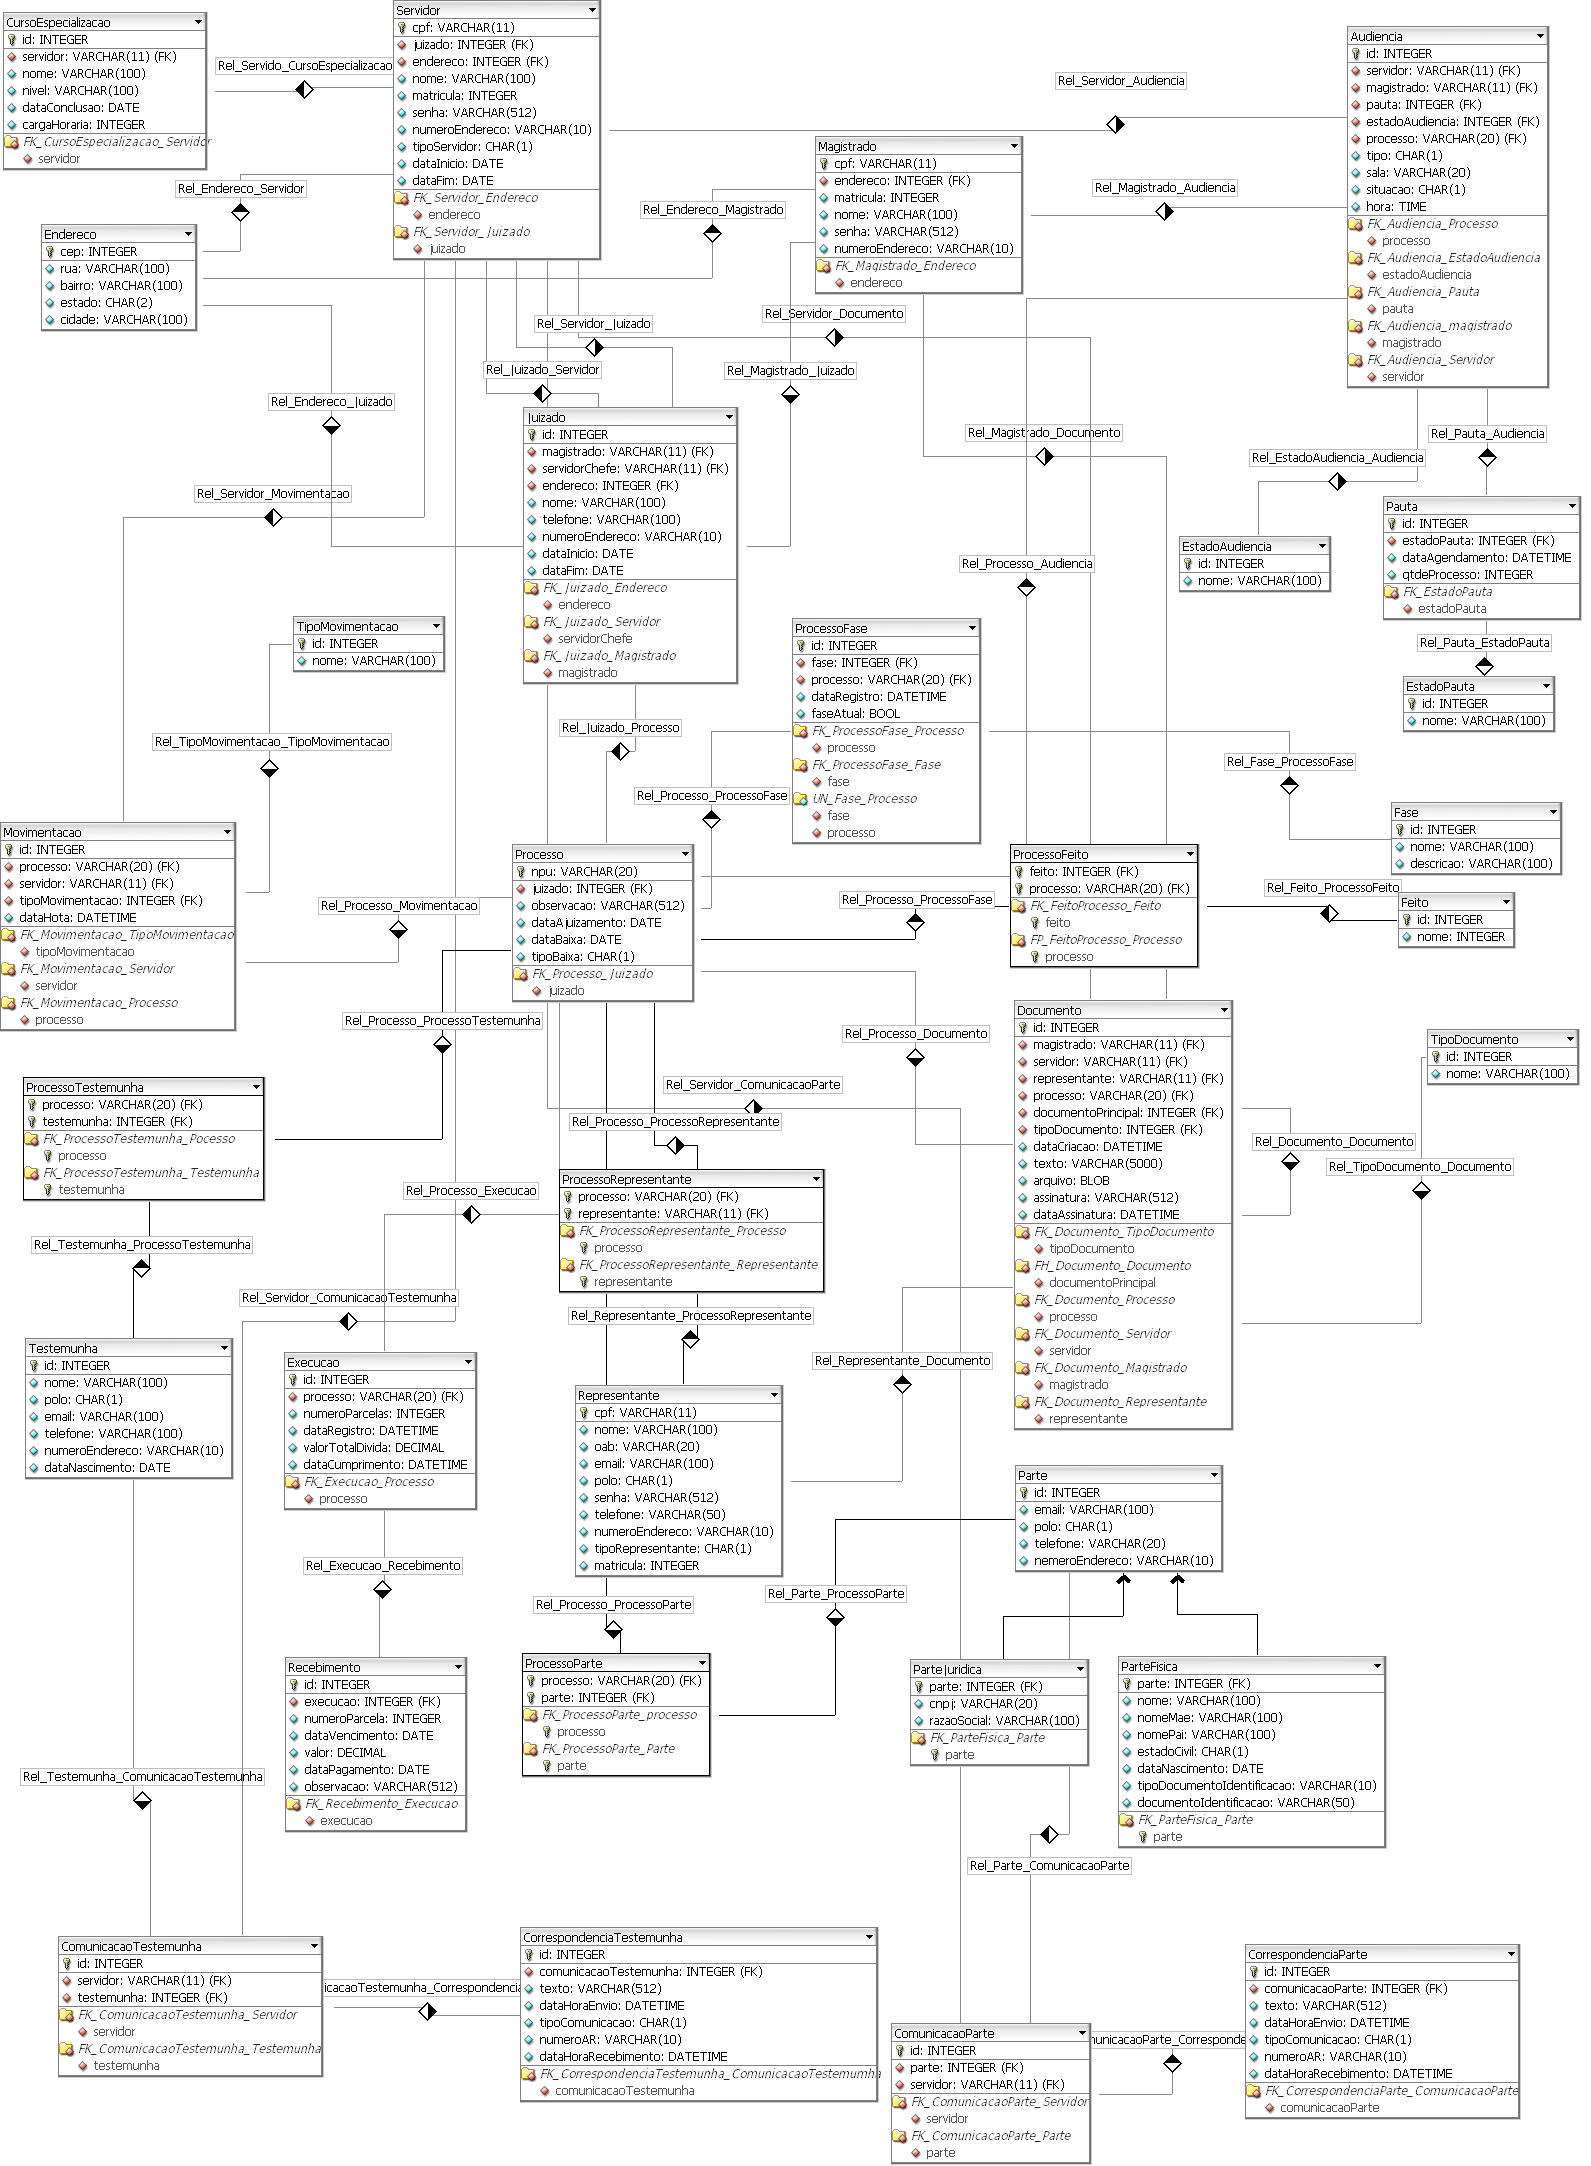 CursoEspecializacao
id: INTEGER
servidor: VARCHAR(11) (FK)
nome: VARCHAR(100)
nivel: VARCHAR(100)
dataConclusao: DATE
cargaHoraria: INTEGER
FK_CursoEspecializacao_Servidor
servidor
Rel_Servido_CursoEspecializacao
Servidor
cpf: VARCHAR(11)
juizado: INTEGER (FK)
endereco: INTEGER (FK)
nome: VARCHAR(100)
matricula: INTEGER
senha: VARCHAR(512)
numeroEndereco: VARCHAR(10)
tipoServidor: CHAR(1)
dataInicio: DATE
dataFim: DATE
FK_Servidor_Endereco
endereco
FK_Servidor_Juizado
juizado
Rel_Servidor_Audiencia
Audiencia
id: INTEGER
servidor: VARCHAR(11) (FK)
magistrado: VARCHAR(11) (FK)
pauta: INTEGER (FK)
estadoAudiencia: INTEGER (FK)
processo: VARCHAR(20) (FK)
tipo: CHAR(1)
sala: VARCHAR(20)
situacao: CHAR(1)
hora: TIME
FK_Audiencia_Processo
processo
FK_Audiencia_EstadoAudiencia
estadoAudiencia
FK_Audiencia_Pauta
pauta
FK_Audiencia_magistrado
magistrado
FK_Audiencia_Servidor
servidor
Magistrado
cpf: VARCHAR(11)
endereco: INTEGER (FK)
matricula: INTEGER
nome: VARCHAR(100)
senha: VARCHAR(512)
numeroEndereco: VARCHAR(10)
FK_Magistrado_Endereco
endereco
Rel_Magistrado_Audiencia
Rel_Endereco_Servidor
Rel_Endereco_Magistrado
Endereco
cep: INTEGER
rua: VARCHAR(100)
bairro: VARCHAR(100)
estado: CHAR(2)
cidade: VARCHAR(100)
Rel_Servidor_Juizado
Rel_Servidor_Documento
Rel_Juizado_Servidor
Rel_Magistrado_Juizado
Rel_Endereco_Juizado
Juizado
id: INTEGER
magistrado: VARCHAR(11) (FK)
servidorChefe: VARCHAR(11) (FK)
endereco: INTEGER (FK)
nome: VARCHAR(100)
telefone: VARCHAR(100)
numeroEndereco: VARCHAR(10)
dataInicio: DATE
dataFim: DATE
FK_Juizado_Endereco
endereco
FK_Juizado_Servidor
servidorChefe
FK_Juizado_Magistrado
magistrado
Rel_Magistrado_Documento
Rel_Pauta_Audiencia
Rel_EstadoAudiencia_Audiencia
Rel_Servidor_Movimentacao
Pauta
id: INTEGER
estadoPauta: INTEGER (FK)
dataAgendamento: DATETIME
qtdeProcesso: INTEGER
FK_EstadoPauta
estadoPauta
EstadoAudiencia
id: INTEGER
nome: VARCHAR(100)
Rel_Processo_Audiencia
Rel_Pauta_EstadoPauta
EstadoPauta
id: INTEGER
nome: VARCHAR(100)
TipoMovimentacao
id: INTEGER
nome: VARCHAR(100)
ProcessoFase
id: INTEGER
fase: INTEGER (FK)
processo: VARCHAR(20) (FK)
dataRegistro: DATETIME
faseAtual: BOOL
FK_ProcessoFase_Processo
processo
FK_ProcessoFase_Fase
fase
UN_Fase_Processo
fase
processo
Rel_Juizado_Processo
Rel_TipoMovimentacao_TipoMovimentacao
Rel_Fase_ProcessoFase
Rel_Processo_ProcessoFase
Fase
id: INTEGER
nome: VARCHAR(100)
descricao: VARCHAR(100)
Movimentacao
id: INTEGER
processo: VARCHAR(20) (FK)
servidor: VARCHAR(11) (FK)
tipoMovimentacao: INTEGER (FK)
dataHota: DATETIME
FK_Movimentacao_TipoMovimentacao
tipoMovimentacao
FK_Movimentacao_Servidor
servidor
FK_Movimentacao_Processo
processo
Processo
npu: VARCHAR(20)
juizado: INTEGER (FK)
observacao: VARCHAR(512)
dataAjuizamento: DATE
dataBaixa: DATE
tipoBaixa: CHAR(1)
FK_Processo_Juizado
juizado
ProcessoFeito
feito: INTEGER (FK)
processo: VARCHAR(20) (FK)
FK_FeitoProcesso_Feito
feito
FP_FeitoProcesso_Processo
processo
Rel_Feito_ProcessoFeito
Feito
id: INTEGER
nome: INTEGER
Rel_Processo_Movimentacao
Rel_Processo_ProcessoFase
Rel_Processo_ProcessoTestemunha
Rel_Processo_Documento
Documento
id: INTEGER
magistrado: VARCHAR(11) (FK)
servidor: VARCHAR(11) (FK)
representante: VARCHAR(11) (FK)
processo: VARCHAR(20) (FK)
documentoPrincipal: INTEGER (FK)
tipoDocumento: INTEGER (FK)
dataCriacao: DATETIME
texto: VARCHAR(5000)
arquivo: BLOB
assinatura: VARCHAR(512)
dataAssinatura: DATETIME
FK_Documento_TipoDocumento
tipoDocumento
FH_Documento_Documento
documentoPrincipal
FK_Documento_Processo
processo
FK_Documento_Servidor
servidor
FK_Documento_Magistrado
magistrado
FK_Documento_Representante
representante
TipoDocumento
id: INTEGER
nome: VARCHAR(100)
Rel_Documento_Documento
Rel_TipoDocumento_Documento
ProcessoTestemunha
processo: VARCHAR(20) (FK)
testemunha: INTEGER (FK)
FK_ProcessoTestemunha_Pocesso
processo
FK_ProcessoTestemunha_Testemunha
testemunha
Rel_Servidor_ComunicacaoParte
Rel_Processo_ProcessoRepresentante
ProcessoRepresentante
processo: VARCHAR(20) (FK)
representante: VARCHAR(11) (FK)
FK_ProcessoRepresentante_Processo
processo
FK_ProcessoRepresentante_Representante
representante
Rel_Processo_Execucao
Rel_Testemunha_ProcessoTestemunha
Rel_Servidor_ComunicacaoTestemunha
Rel_Representante_ProcessoRepresentante
Rel_Representante_Documento
Testemunha
id: INTEGER
nome: VARCHAR(100)
polo: CHAR(1)
email: VARCHAR(100)
telefone: VARCHAR(100)
numeroEndereco: VARCHAR(10)
dataNascimento: DATE
Execucao
id: INTEGER
processo: VARCHAR(20) (FK)
numeroParcelas: INTEGER
dataRegistro: DATETIME
valorTotalDivida: DECIMAL
dataCumprimento: DATETIME
FK_Execucao_Processo
processo
Representante
cpf: VARCHAR(11)
nome: VARCHAR(100)
oab: VARCHAR(20)
email: VARCHAR(100)
polo: CHAR(1)
senha: VARCHAR(512)
telefone: VARCHAR(50)
numeroEndereco: VARCHAR(10)
tipoRepresentante: CHAR(1)
matricula: INTEGER
Parte
id: INTEGER
email: VARCHAR(100)
polo: CHAR(1)
telefone: VARCHAR(20)
nemeroEndereco: VARCHAR(10)
Rel_Execucao_Recebimento
Rel_Processo_ProcessoParte
Rel_Parte_ProcessoParte
Recebimento
id: INTEGER
execucao: INTEGER (FK)
numeroParcela: INTEGER
dataVencimento: DATE
valor: DECIMAL
dataPagamento: DATE
observacao: VARCHAR(512)
FK_Recebimento_Execucao
execucao
ProcessoParte
processo: VARCHAR(20) (FK)
parte: INTEGER (FK)
FK_ProcessoParte_processo
processo
FK_ProcessoParte_Parte
parte
ParteJuridica
parte: INTEGER (FK)
cnpj: VARCHAR(20)
razaoSocial: VARCHAR(100)
FK_ParteFisica_Parte
parte
ParteFisica
parte: INTEGER (FK)
nome: VARCHAR(100)
nomeMae: VARCHAR(100)
nomePai: VARCHAR(100)
estadoCivil: CHAR(1)
dataNascimento: DATE
tipoDocumentoIdentificacao: VARCHAR(10)
documentoIdentificacao: VARCHAR(50)
FK_ParteFisica_Parte
parte
Rel_Testemunha_ComunicacaoTestemunha
Rel_Parte_ComunicacaoParte
ComunicacaoTestemunha
id: INTEGER
servidor: VARCHAR(11) (FK)
testemunha: INTEGER (FK)
FK_ComunicacaoTestemunha_Servidor
servidor
FK_ComunicacaoTestemunha_Testemunha
testemunha
icacaoTestemunha_Correspondencia
CorrespondenciaTestemunha
id: INTEGER
comunicacaoTestemunha: INTEGER (FK)
texto: VARCHAR(512)
dataHoraEnvio: DATETIME
tipoComunicacao: CHAR(1)
numeroAR: VARCHAR(10)
dataHoraRecebimento: DATETIME
FK_CorrespondenciaTestemunha_ComunicacaoTestemumha
comunicacaoTestemunha
ComunicacaoParte
id: INTEGER
parte: INTEGER (FK)
servidor: VARCHAR(11) (FK)
FK_ComunicacaoParte_Servidor
servidor
FK_ComunicacaoParte_Parte
parte
municacaoParte_Corresponde
CorrespondenciaParte
id: INTEGER
comunicacaoParte: INTEGER (FK)
texto: VARCHAR(512)
dataHoraEnvio: DATETIME
tipoComunicacao: CHAR(1)
numeroAR: VARCHAR(10)
dataHoraRecebimento: DATETIME
FK_CorrespondenciaParte_ComunicacaoParte
comunicacaoParte